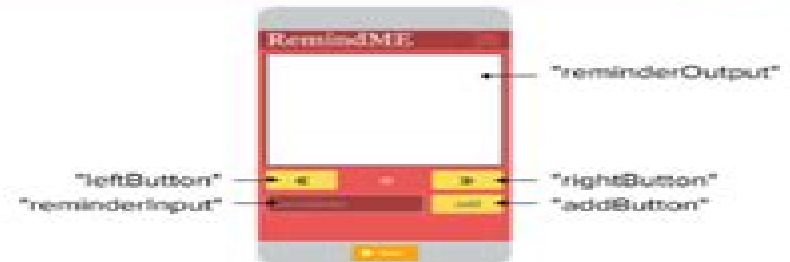 RemindME
"reminderOutput"
"leftButton"
"rightButton"
"reminderInput"
"addButton"